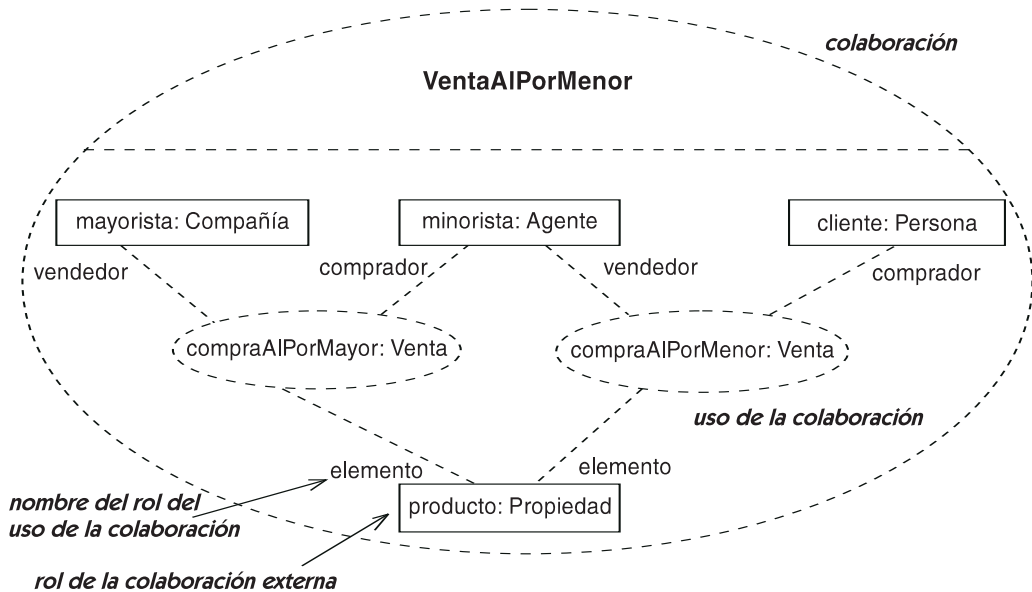 colaboración
VentaAlPorMenor
mayorista: Compañía
minorista: Agente
cliente: Persona
vendedor
comprador
vendedor
comprador
compraAlPorMayor: Venta
compraAlPorMenor: Venta
uso de la colaboración
elemento
elemento
nombre del rol del
uso de la colaboración
producto: Propiedad
rol de la colaboración externa